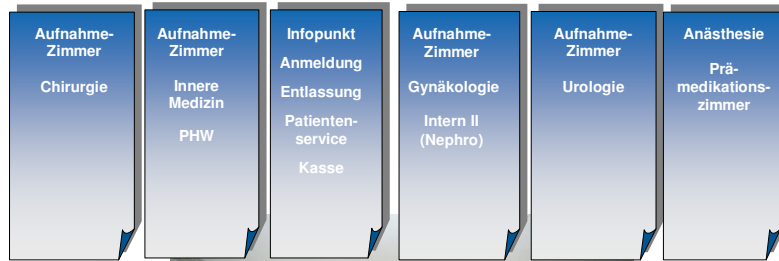 Aufnahme-
Zimmer
Chirurgie
Aufnahme-
Zimmer
Innere
Medizin
PHW
Infopunkt
Anmeldung
Entlassung
Patienten-
service
Kasse
Aufnahme-
Zimmer
Gynäkologie
Intern II
(Nephro)
Aufnahme-
Zimmer
Urologie
Anästhesie
Prä-
medikations-
zimmer